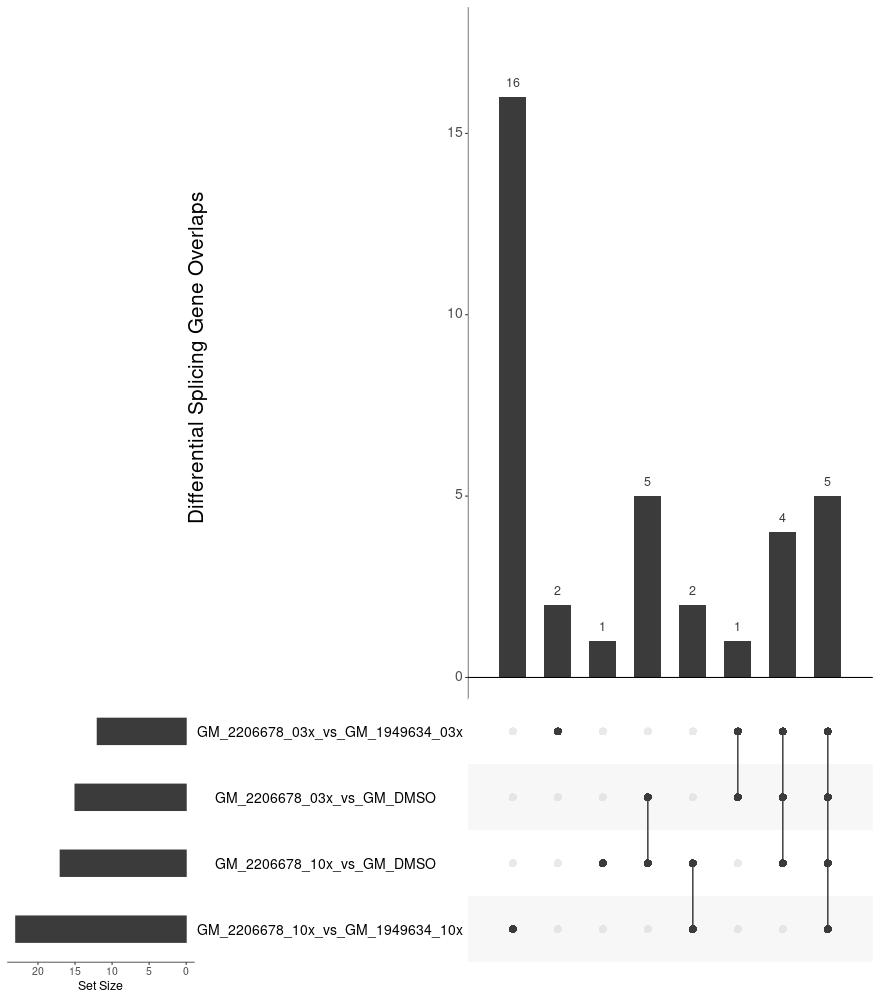 16
15
10
Differential Splicing Gene Overlaps
5
5
5
4
2
2
1
1
0
GM_2206678_03x_vs_GM_1949634_03x
GM_2206678_03x_vs_GM_DMSO
GM_2206678_10x_vs_GM_DMSO
GM_2206678_10x_vs_GM_1949634_10x
20 15 10 5 0
Set Size